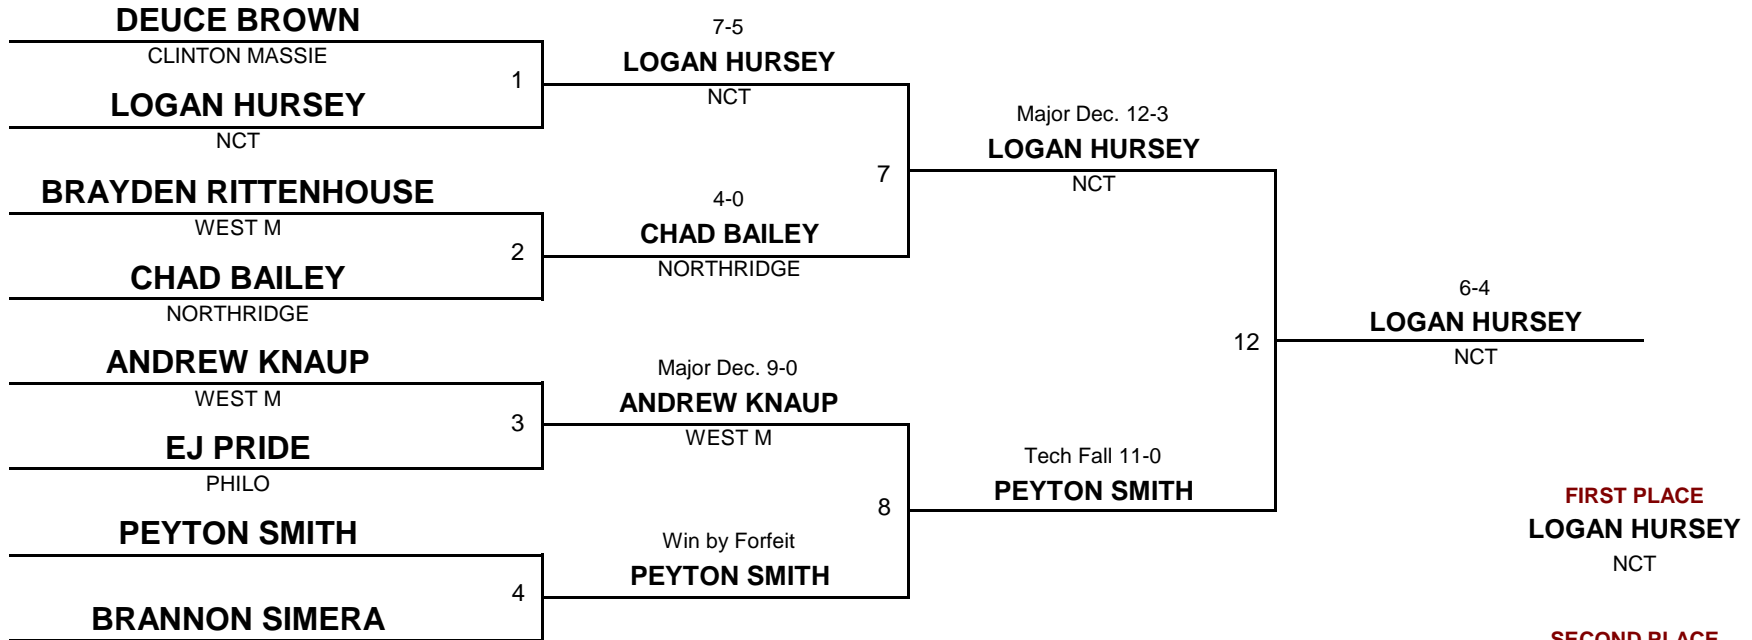 DEUCE BROWN
CLINTON MASSIE
1
LOGAN HURSEY
NCT
BRAYDEN RITTENHOUSE
WEST M
2
CHAD BAILEY
NORTHRIDGE
ANDREW KNAUP
WEST M
3
EJ PRIDE
PHILO
PEYTON SMITH
4
BRANNON SIMERA
7-5
LOGAN HURSEY
NCT
7
4-0
CHAD BAILEY
NORTHRIDGE
Major Dec. 9-0
ANDREW KNAUP
WEST M
8
Win by Forfeit
PEYTON SMITH
Major Dec. 12-3
LOGAN HURSEY
NCT
12
Tech Fall 11-0
PEYTON SMITH
6-4
LOGAN HURSEY
NCT
FIRST PLACE
LOGAN HURSEY
NCT
SECOND PLACE